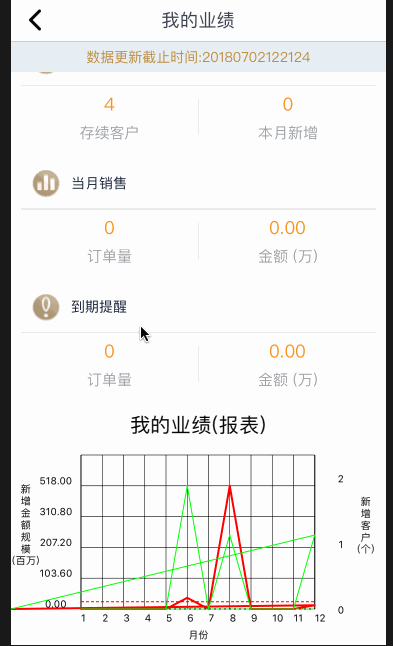 我的业绩
数据更新截止时间:20180702122124
4 0
存续客户 本月新增
当月销售
0 0.00
订单量 金额 (万)
到期提醒
0 0.00
订单量 金额 (万)
我的业绩(报表)
新增金额规模(百万)
518.00
310.80
207.20
103.60
0.00
2
1
0
新增客户(个)
1 2 3 4 5 6 7 8 9 10 11 12
月份